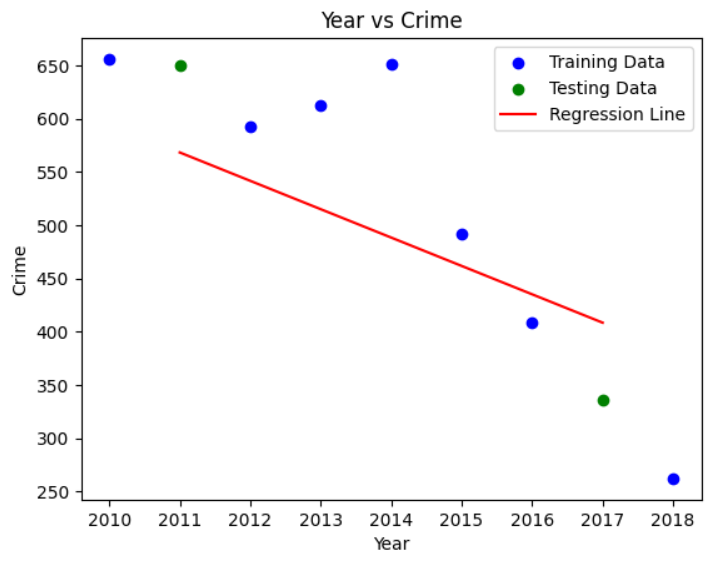 Year vs Crime
Training Data
Testing Data
Regression Line
650
600
550
500
450
400
350
300
250
Crime
2010 2011 2012 2013 2014 2015 2016 2017 2018
Year